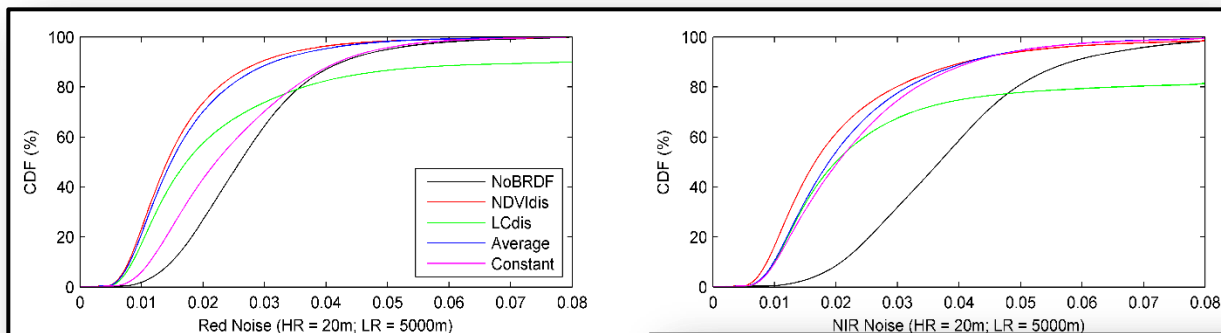 100
80
60
40
20
0
CDF (%)
NoBRDF
NDVIdis
LCdis
Average
Constant
0 0.01 0.02 0.03 0.04 0.05 0.06 0.07 0.08
Red Noise (HR = 20m; LR = 5000m)
100
80
60
40
20
0
CDF (%)
0 0.01 0.02 0.03 0.04 0.05 0.06 0.07 0.08
NIR Noise (HR = 20m; LR = 5000m)